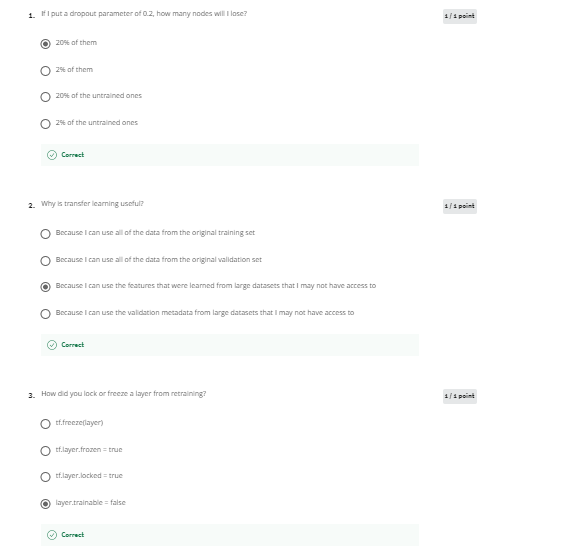 1. If I put a dropout parameter of 0.2, how many nodes will I lose?
1 / 1 point
20% of them
2% of them
20% of the untrained ones
2% of the untrained ones
Correct
2. Why is transfer learning useful?
1 / 1 point
Because I can use all of the data from the original training set
Because I can use all of the data from the original validation set
Because I can use the features that were learned from large datasets that I may not have access to
Because I can use the validation metadata from large datasets that I may not have access to
Correct
3. How did you lock or freeze a layer from retraining?
1 / 1 point
tf.freeze(layer)
tf.layer.frozen = true
tf.layer.locked = true
layer.trainable = false
Correct